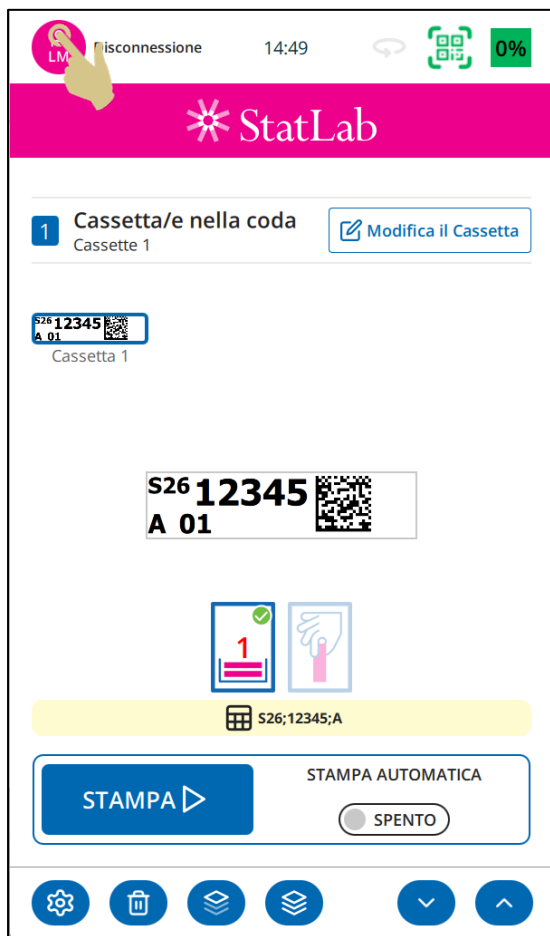 LM
Disconnessione
14:49
0%
StatLab
1
Cassetta/e nella coda
Cassette 1
Modifica il Cassetta
S26 12345
A 01
Cassetta 1
S26 12345
A 01
1
S26;12345;A
STAMPA
STAMPA AUTOMATICA
SPENTO